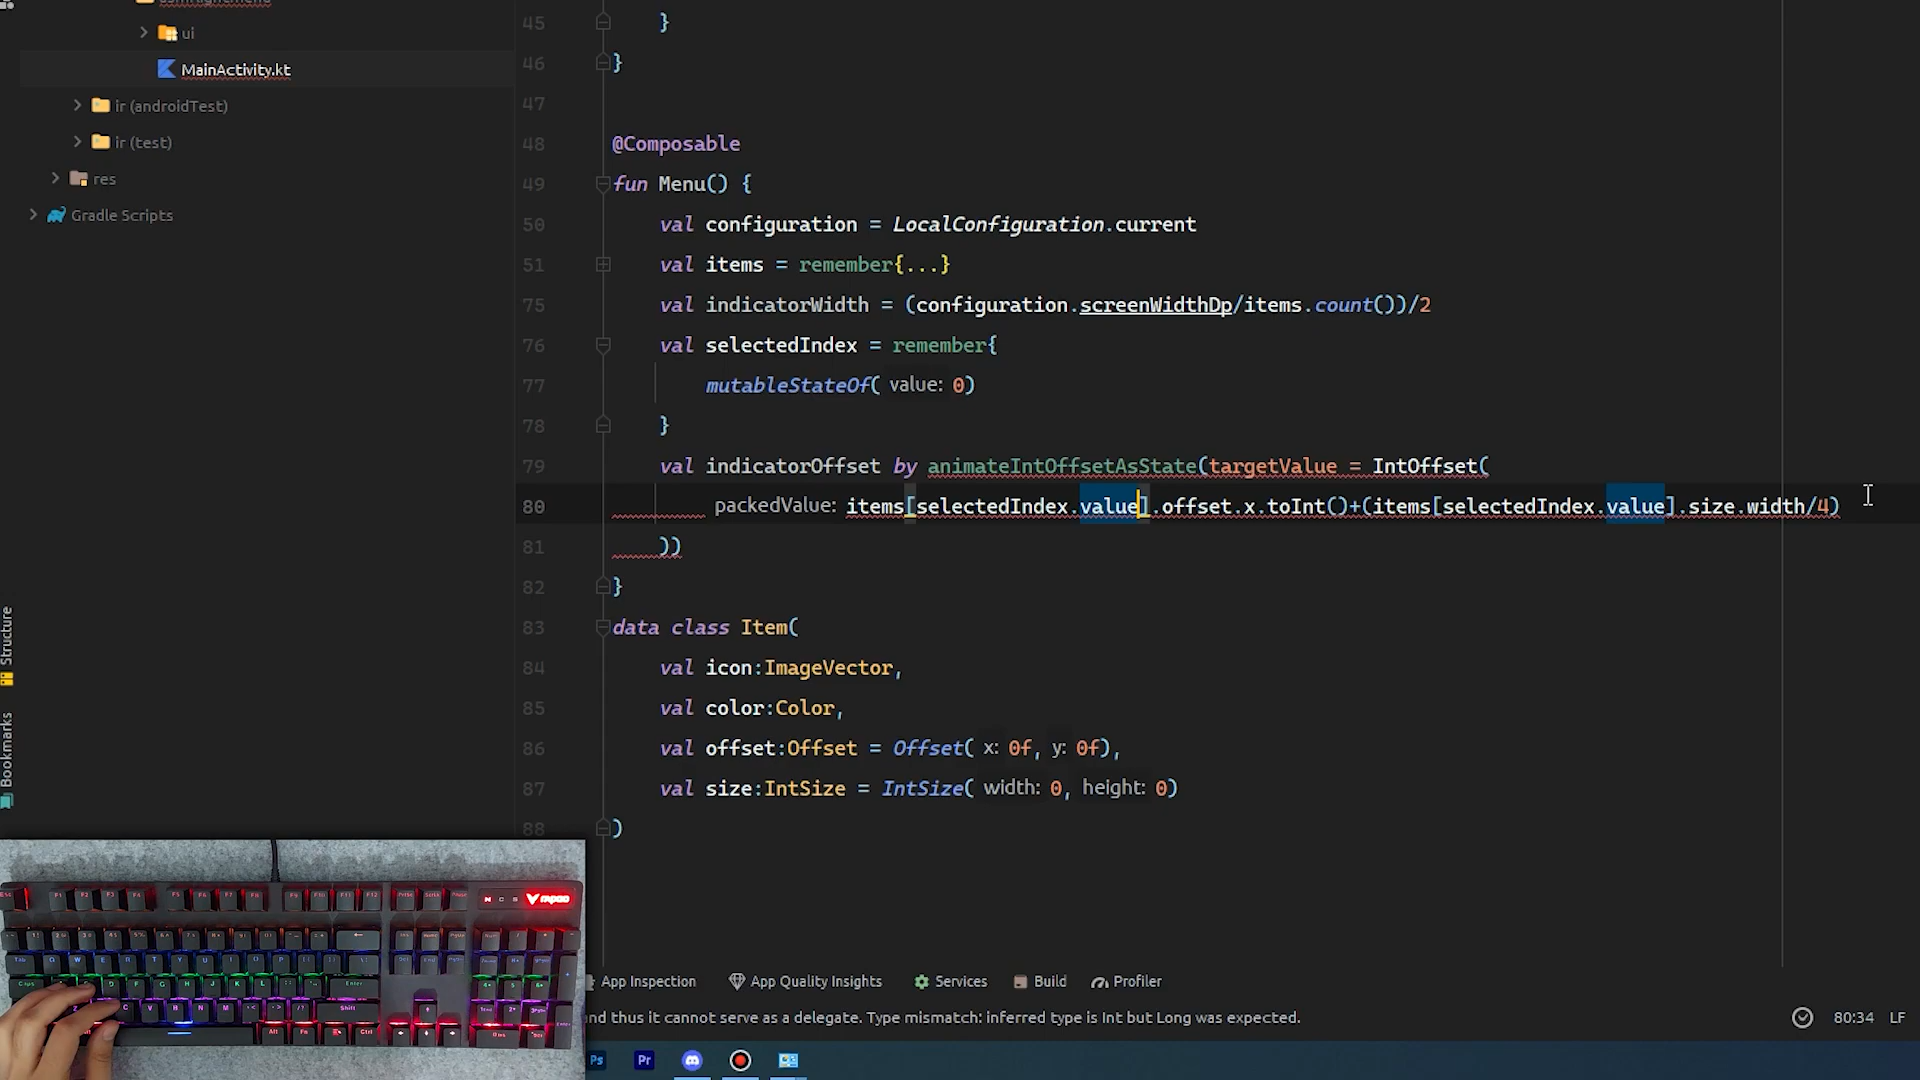 ui
MainActivity.kt
ir (androidTest)
ir (test)
res
Gradle Scripts
Structure
Bookmarks
45 }
46 }
47
48 @Composable
49 fun Menu() {
50 val configuration = LocalConfiguration.current
51 val items = remember{...}
75 val indicatorWidth = (configuration.screenWidthDp/items.count())/2
76 val selectedIndex = remember{
77 mutableStateOf( value: 0)
78 }
79 val indicatorOffset by animateIntOffsetAsState(targetValue = IntOffset(
80 packedValue: items[selectedIndex.value].offset.x.toInt()+(items[selectedIndex.value].size.width/4)
81 ))
82 }
83 data class Item(
84 val icon:ImageVector,
85 val color:Color,
86 val offset:Offset = Offset( x: 0f, y: 0f),
87 val size:IntSize = IntSize( width: 0, height: 0)
88 )
App Inspection App Quality Insights Services Build Profiler
nd thus it cannot serve as a delegate. Type mismatch: inferred type is Int but Long was expected.
80:34 LF
Ps Pr
rapoo